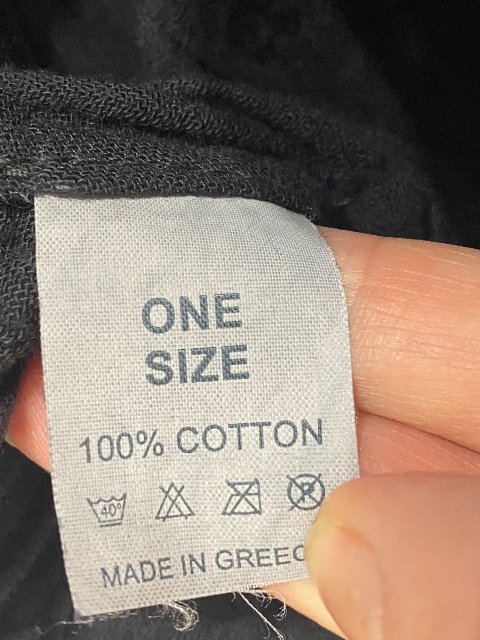 ONE
SIZE
100% COTTON
40° P
MADE IN GREEC